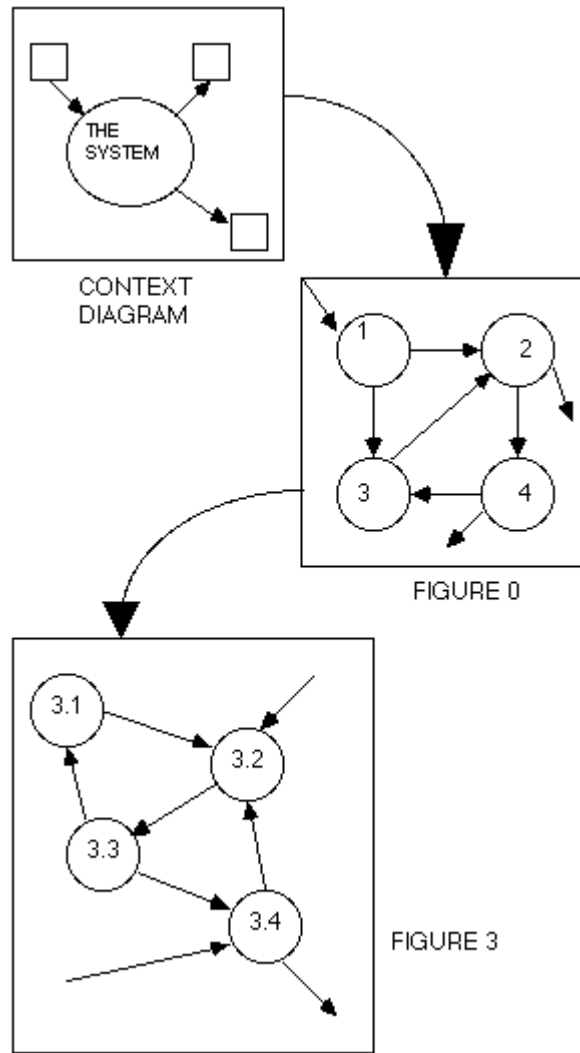 THE
SYSTEM
CONTEXT
DIAGRAM
1
2
3
4
FIGURE 0
3.1
3.2
3.3
3.4
FIGURE 3